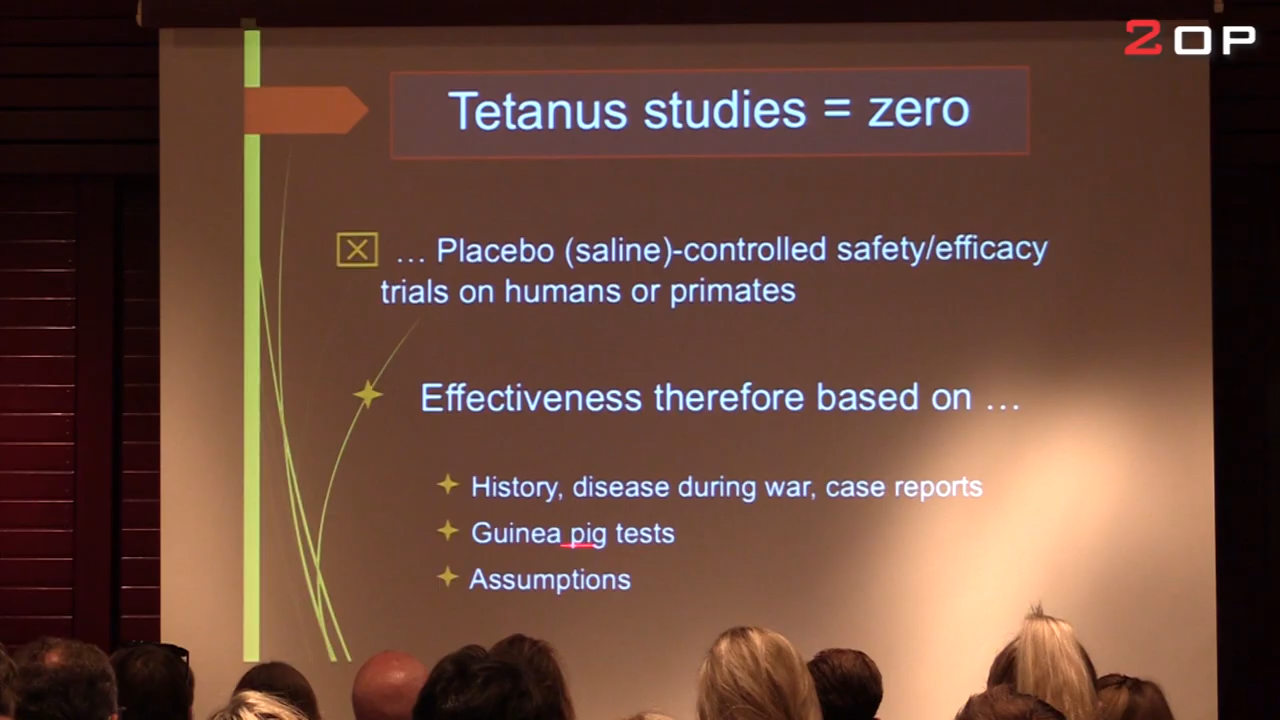 2OP
Tetanus studies = zero
… Placebo (saline)-controlled safety/efficacy
trials on humans or primates
Effectiveness therefore based on …
History, disease during war, case reports
Guinea pig tests
Assumptions